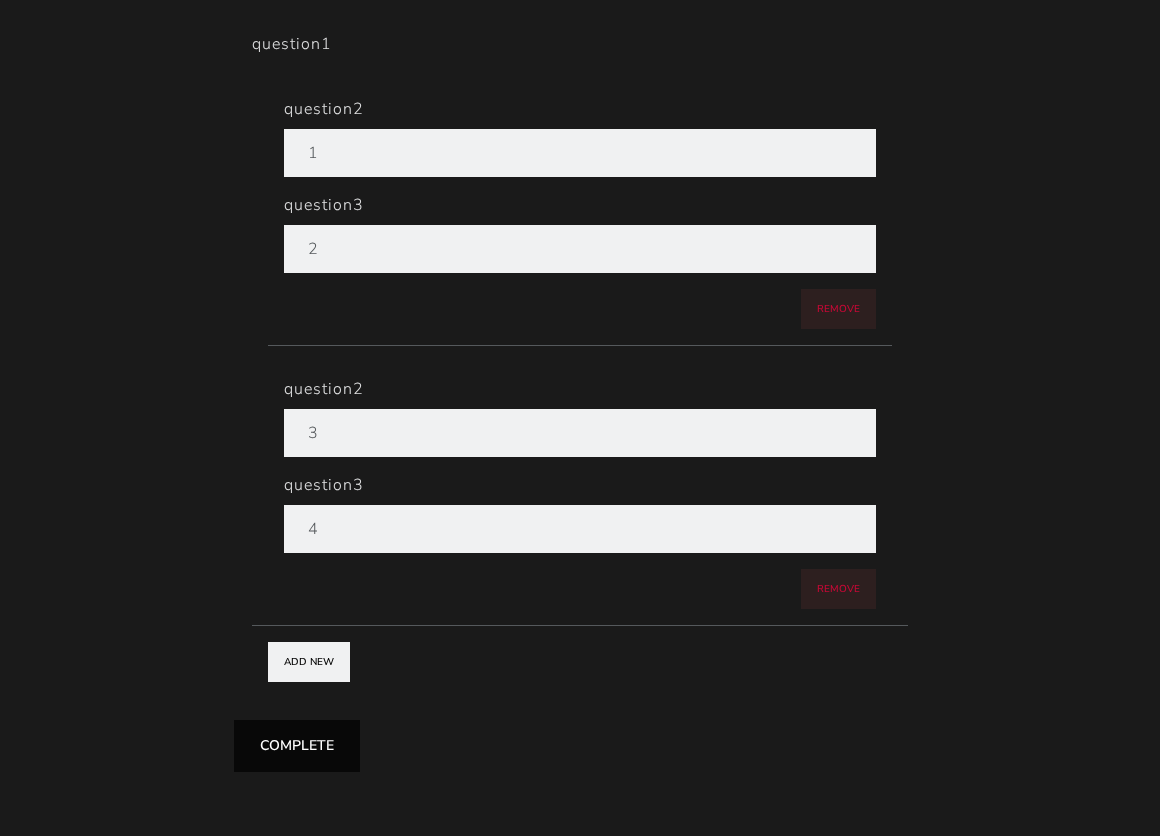 question1
question2
1
question3
2
REMOVE
question2
3
question3
4
REMOVE
ADD NEW
COMPLETE